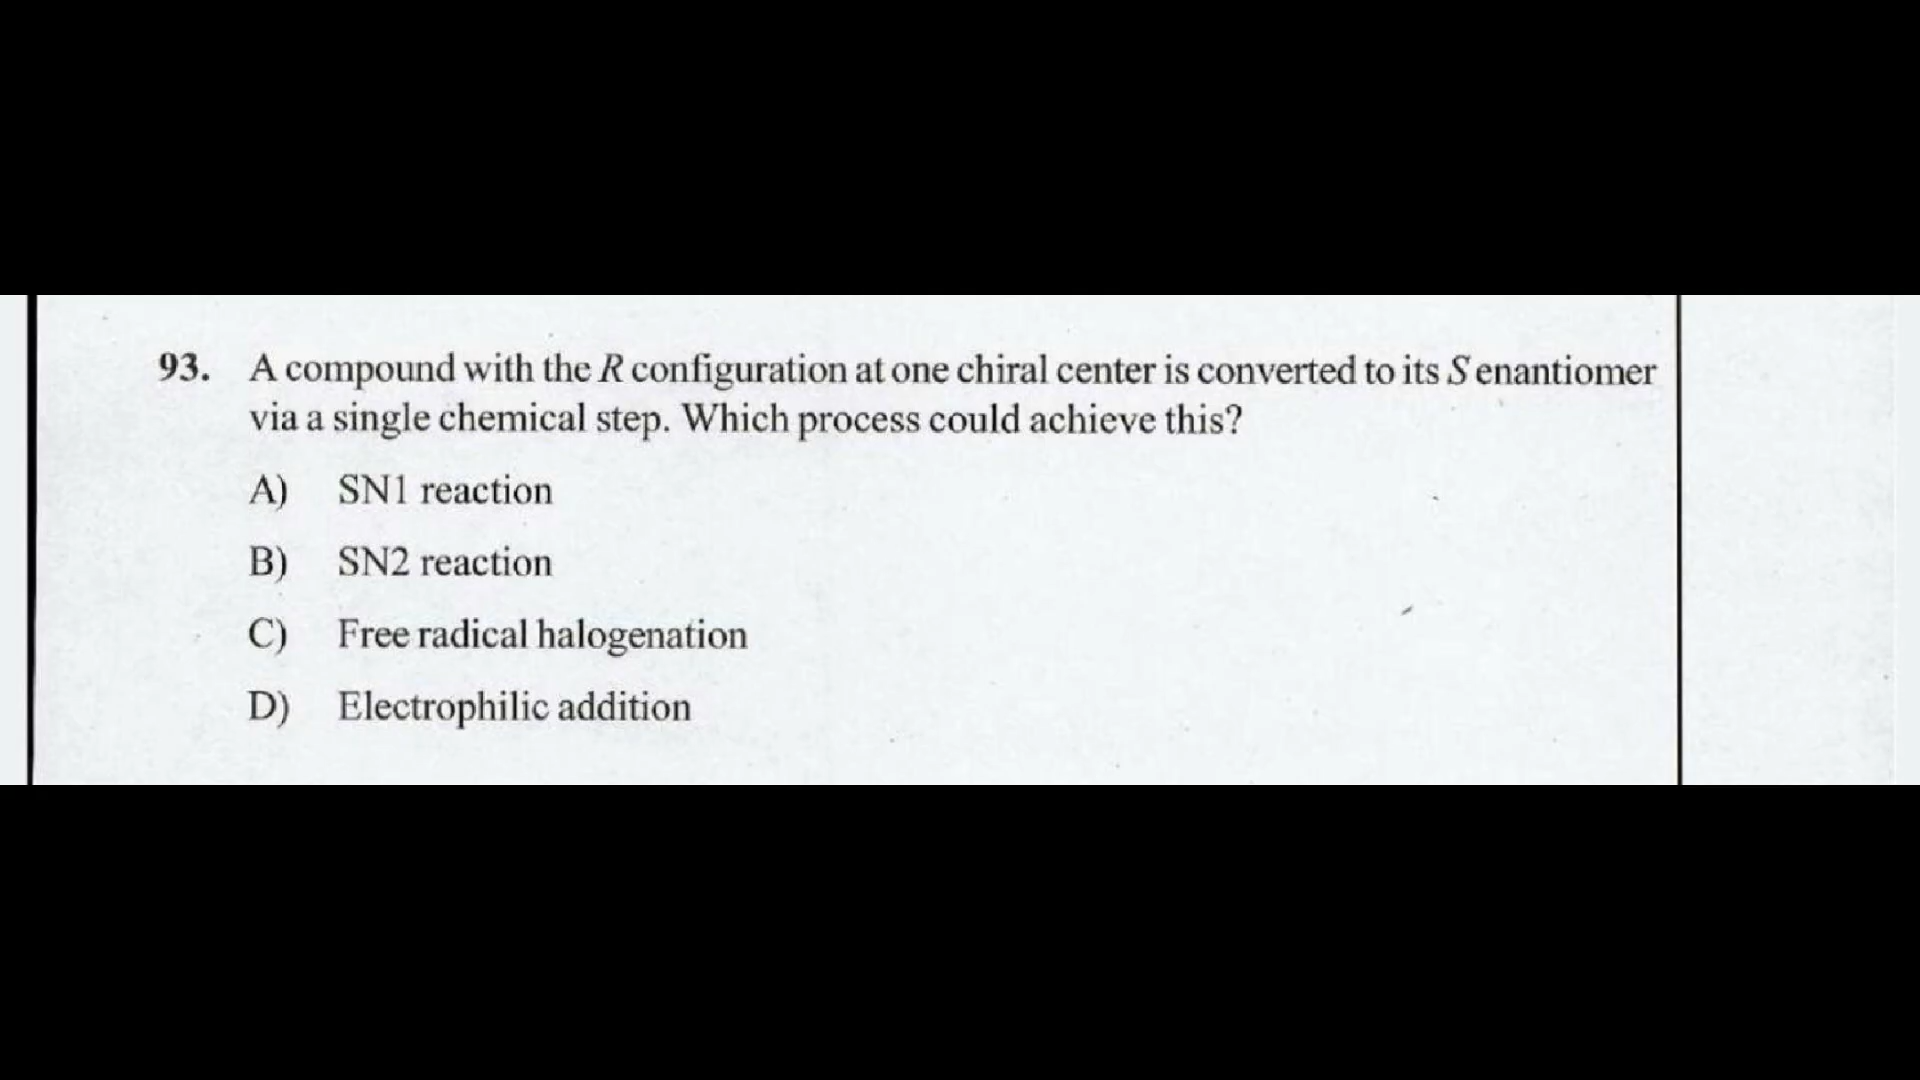 93. A compound with the R configuration at one chiral center is converted to its S enantiomer
via a single chemical step. Which process could achieve this?
A) SN1 reaction
B) SN2 reaction
C) Free radical halogenation
D) Electrophilic addition